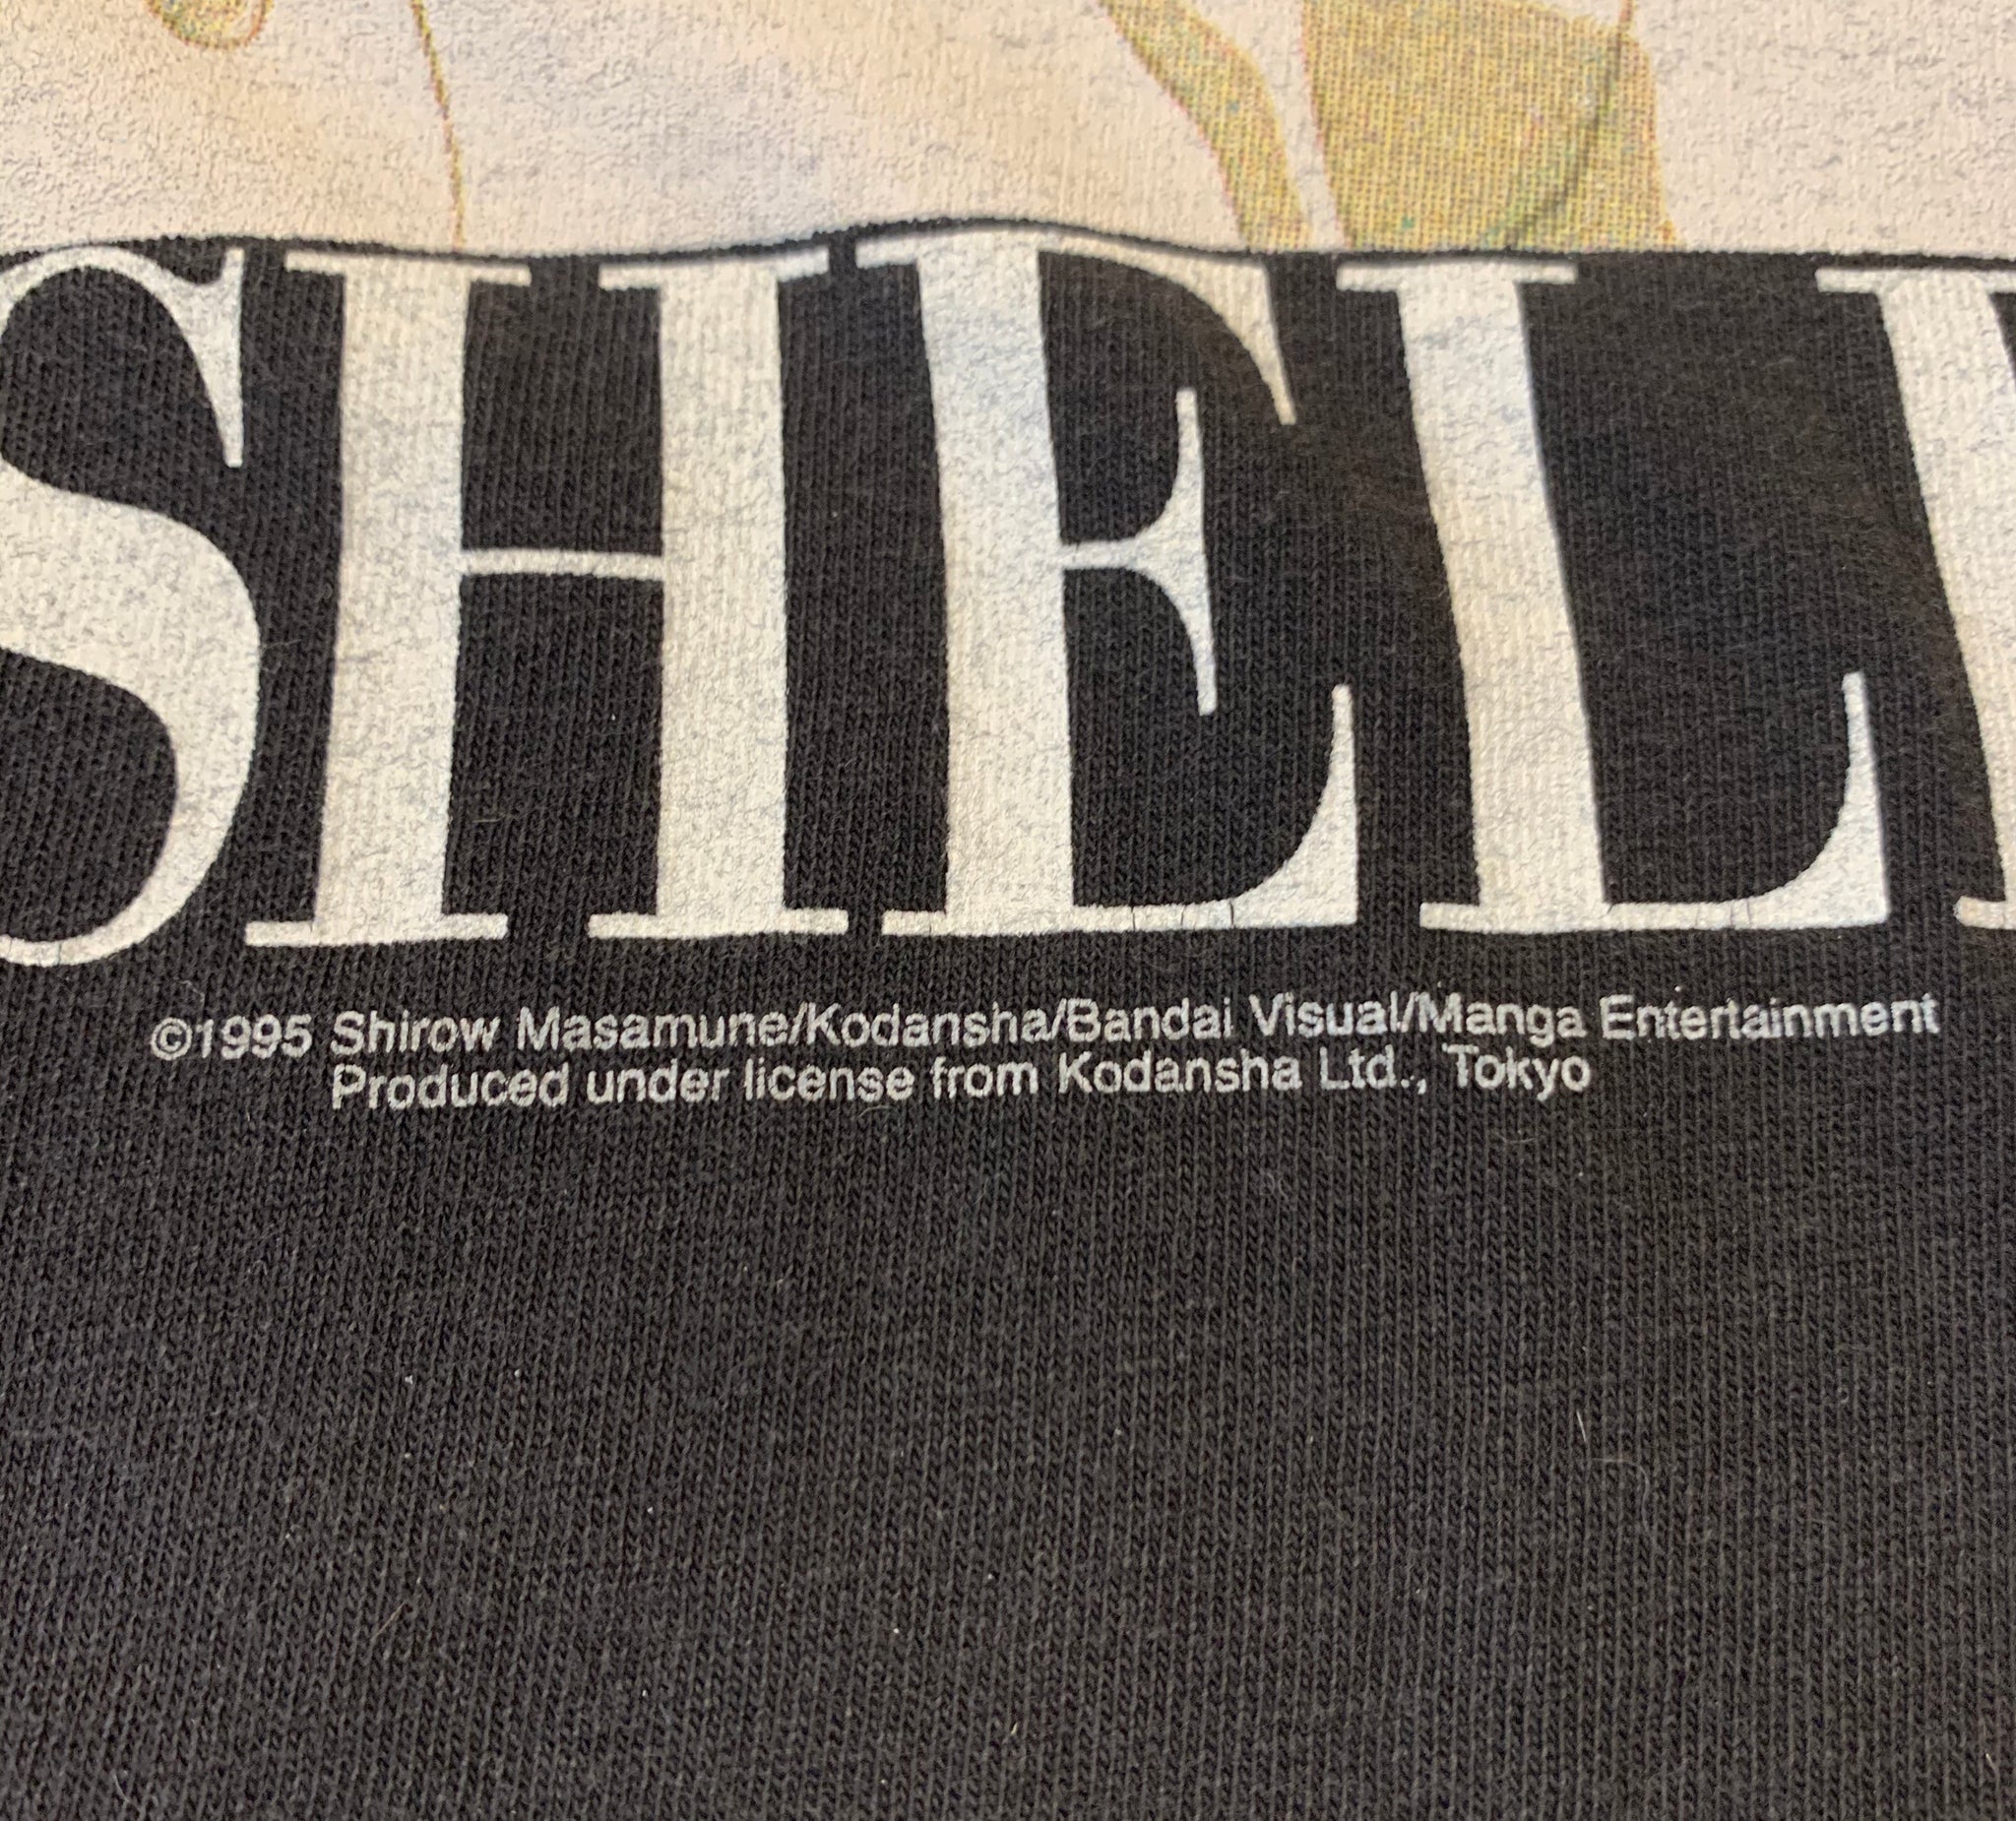 SHELL
©1995 Shirow Masamune/Kodansha/Bandai Visual/Manga Entertainment
Produced under license from Kodansha Ltd., Tokyo